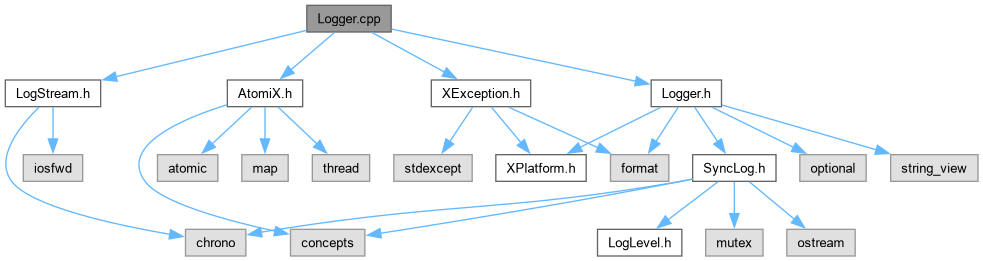 Logger.cpp
LogStream.h
AtomiX.h
XException.h
Logger.h
iosfwd
atomic
map
thread
stdexcept
XPlatform.h
format
SyncLog.h
optional
string_view
chrono
concepts
LogLevel.h
mutex
ostream